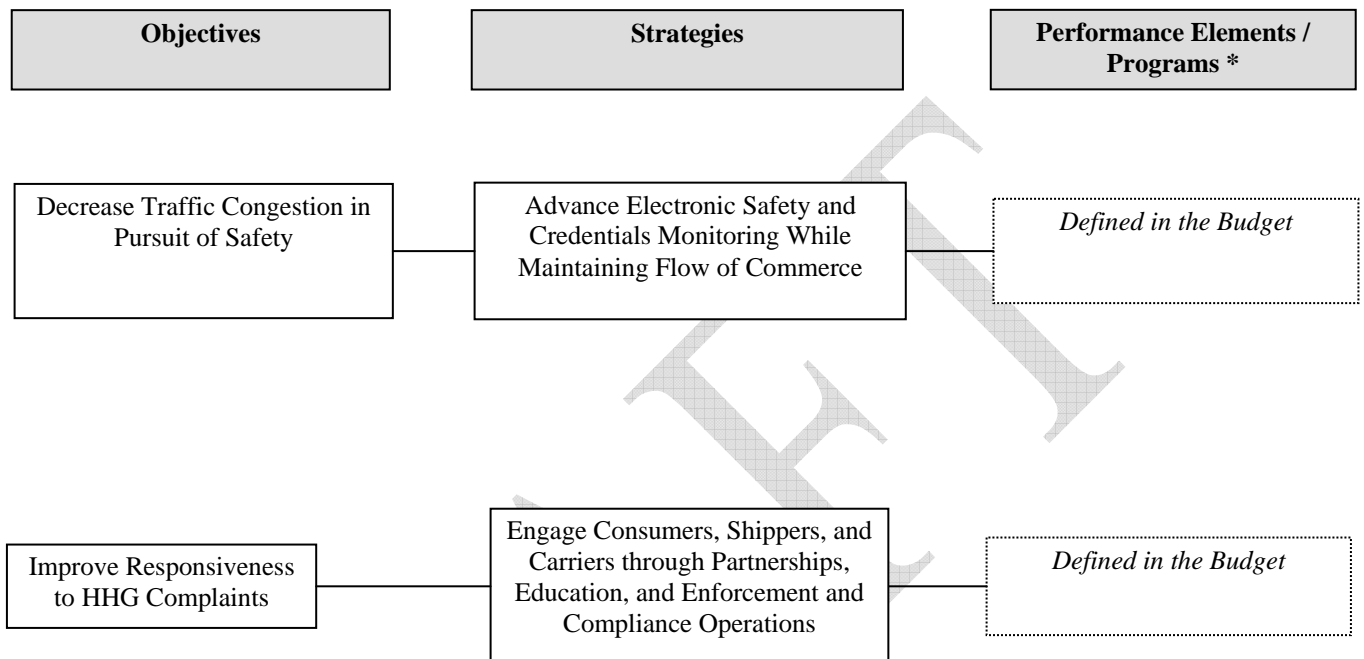 Objectives
Strategies
Performance Elements /
Programs *
Decrease Traffic Congestion in
Pursuit of Safety
Advance Electronic Safety and
Credentials Monitoring While
Maintaining Flow of Commerce
Defined in the Budget
Improve Responsiveness
to HHG Complaints
Engage Consumers, Shippers, and
Carriers through Partnerships,
Education, and Enforcement and
Compliance Operations
Defined in the Budget